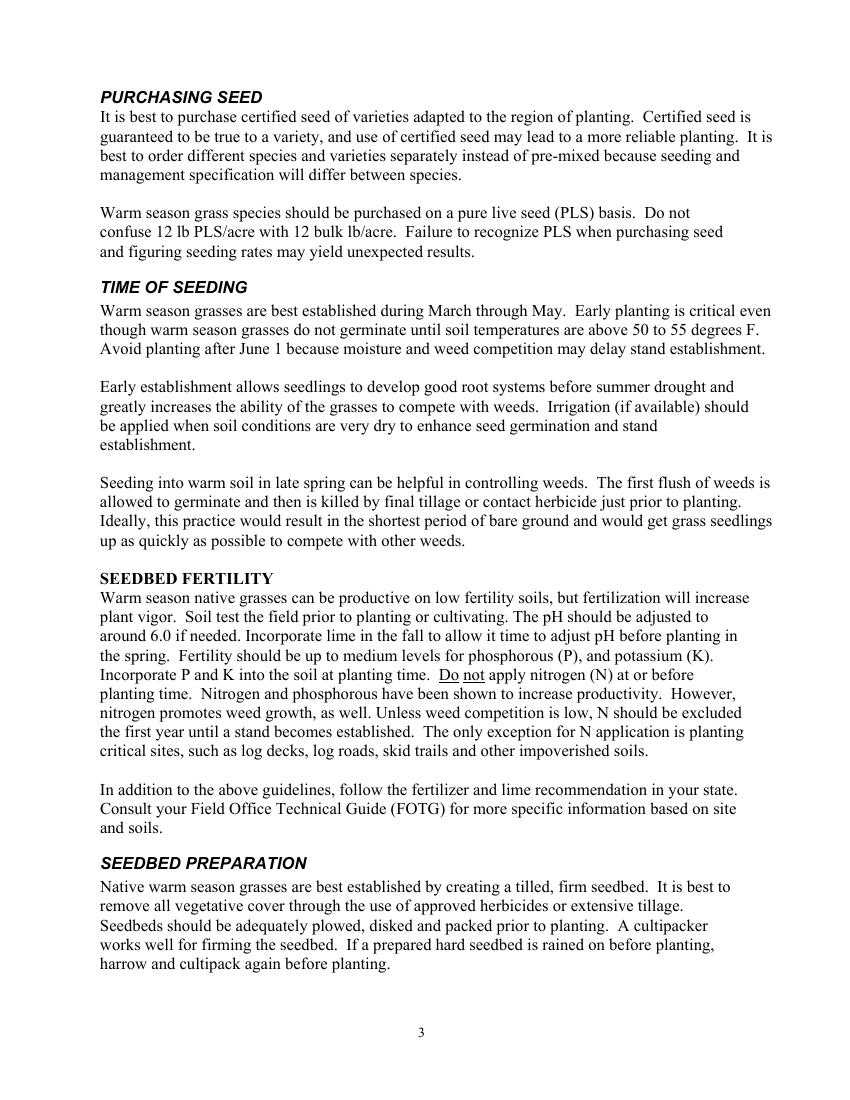 PURCHASING SEED
It is best to purchase certified seed of varieties adapted to the region of planting.  Certified seed is
guaranteed to be true to a variety, and use of certified seed may lead to a more reliable planting.  It is
best to order different species and varieties separately instead of pre-mixed because seeding and
management specification will differ between species.
Warm season grass species should be purchased on a pure live seed (PLS) basis.  Do not
confuse 12 lb PLS/acre with 12 bulk lb/acre.  Failure to recognize PLS when purchasing seed
and figuring seeding rates may yield unexpected results.
TIME OF SEEDING
Warm season grasses are best established during March through May.  Early planting is critical even
though warm season grasses do not germinate until soil temperatures are above 50 to 55 degrees F.
Avoid planting after June 1 because moisture and weed competition may delay stand establishment.
Early establishment allows seedlings to develop good root systems before summer drought and
greatly increases the ability of the grasses to compete with weeds.  Irrigation (if available) should
be applied when soil conditions are very dry to enhance seed germination and stand
establishment.
Seeding into warm soil in late spring can be helpful in controlling weeds.  The first flush of weeds is
allowed to germinate and then is killed by final tillage or contact herbicide just prior to planting.
Ideally, this practice would result in the shortest period of bare ground and would get grass seedlings
up as quickly as possible to compete with other weeds.
SEEDBED FERTILITY
Warm season native grasses can be productive on low fertility soils, but fertilization will increase
plant vigor.  Soil test the field prior to planting or cultivating. The pH should be adjusted to
around 6.0 if needed. Incorporate lime in the fall to allow it time to adjust pH before planting in
the spring.  Fertility should be up to medium levels for phosphorous (P), and potassium (K).
Incorporate P and K into the soil at planting time.  Do not apply nitrogen (N) at or before
planting time.  Nitrogen and phosphorous have been shown to increase productivity.  However,
nitrogen promotes weed growth, as well. Unless weed competition is low, N should be excluded
the first year until a stand becomes established.  The only exception for N application is planting
critical sites, such as log decks, log roads, skid trails and other impoverished soils.
In addition to the above guidelines, follow the fertilizer and lime recommendation in your state.
Consult your Field Office Technical Guide (FOTG) for more specific information based on site
and soils.
SEEDBED PREPARATION
Native warm season grasses are best established by creating a tilled, firm seedbed.  It is best to
remove all vegetative cover through the use of approved herbicides or extensive tillage.
Seedbeds should be adequately plowed, disked and packed prior to planting.  A cultipacker
works well for firming the seedbed.  If a prepared hard seedbed is rained on before planting,
harrow and cultipack again before planting.
3